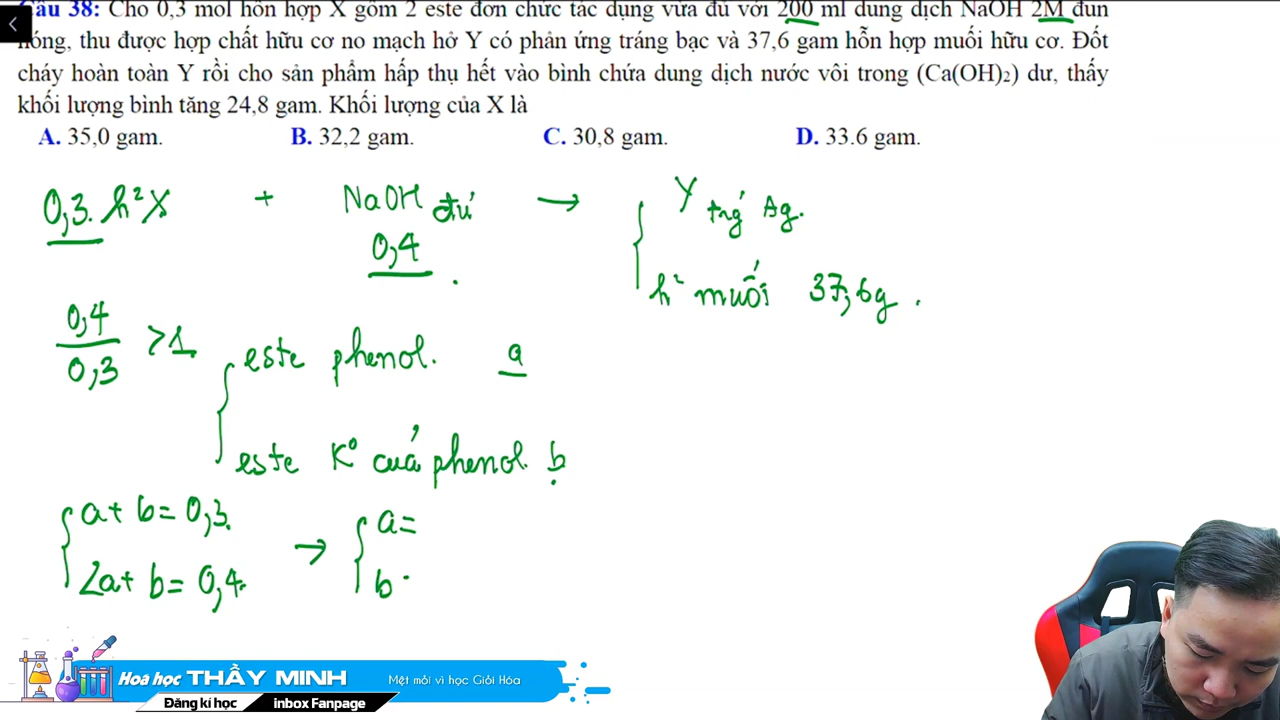 Câu 38: Cho 0,3 mol hỗn hợp X gồm 2 este đơn chức tác dụng vừa đủ với 200 ml dung dịch NaOH 2M đun
nóng, thu được hợp chất hữu cơ no mạch hở Y có phản ứng tráng bạc và 37,6 gam hỗn hợp muối hữu cơ. Đốt
cháy hoàn toàn Y rồi cho sản phẩm hấp thụ hết vào bình chứa dung dịch nước vôi trong (Ca(OH)₂) dư, thấy
khối lượng bình tăng 24,8 gam. Khối lượng của X là
A. 35,0 gam. B. 32,2 gam. C. 30,8 gam. D. 33.6 gam.
0,3. h² X + NaOH đủ → Y tráng Ag.
0,4
h² muối 37,6g.
0,4/0,3 >1
este phenol. a
este K° của phenol. b
a + b = 0,3.
2a + b = 0,4.
→ a =
b
Hoá học THẦY MINH
Mệt mỏi vì học Giỏi Hóa
Đăng kí học inbox Fanpage